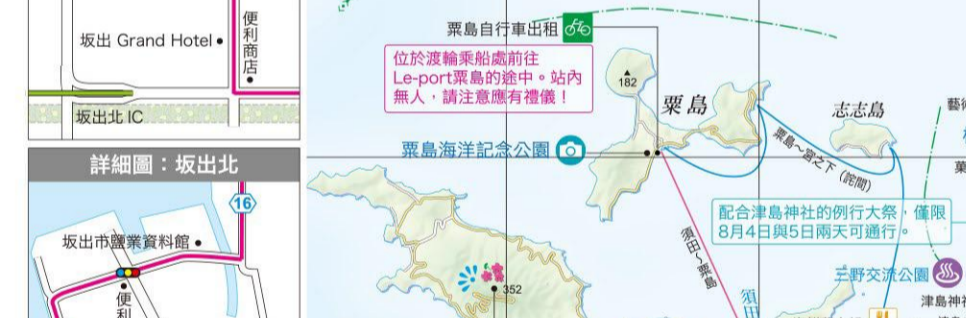 坂出 Grand Hotel
便利商店
坂出北 IC
詳細圖：坂出北
16
坂出市鹽業資料館
便利
粟島自行車出租
位於渡輪乘船處前往
Le-port粟島的途中。站內
無人，請注意應有禮儀！
182
粟島
志志島
粟島海洋記念公園
粟島～宮之下（詫間）
配合津島神社的例行大祭，僅限
8月4日與5日兩天可通行。
須田～粟島
須田
352
三野交流公園
津島神社